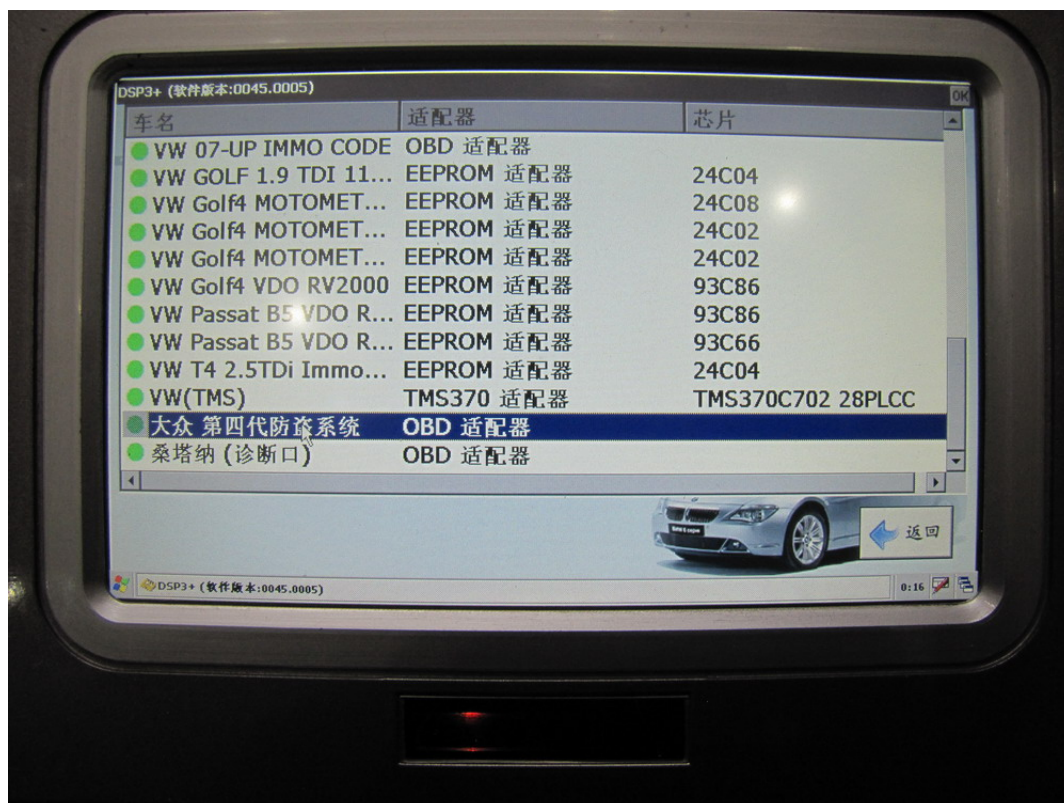 DSP3+ (软件版本:0045.0005) OK
车名 适配器 芯片
VW 07-UP IMMO CODE OBD 适配器
VW GOLF 1.9 TDI 11... EEPROM 适配器 24C04
VW Golf4 MOTOMET... EEPROM 适配器 24C08
VW Golf4 MOTOMET... EEPROM 适配器 24C02
VW Golf4 MOTOMET... EEPROM 适配器 24C02
VW Golf4 VDO RV2000 EEPROM 适配器 93C86
VW Passat B5 VDO R... EEPROM 适配器 93C86
VW Passat B5 VDO R... EEPROM 适配器 93C66
VW T4 2.5TDi Immo... EEPROM 适配器 24C04
VW(TMS) TMS370 适配器 TMS370C702 28PLCC
大众 第四代防盗系统 OBD 适配器
桑塔纳 (诊断口) OBD 适配器
返回
DSP3+ (软件版本:0045.0005) 0:16